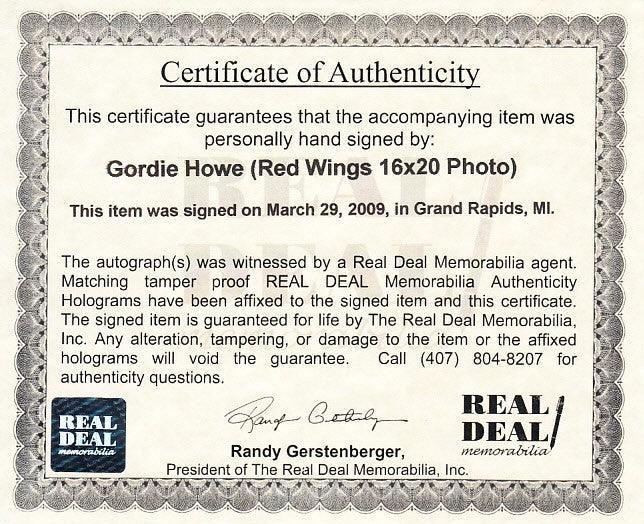 Certificate of Authenticity
This certificate guarantees that the accompanying item was
personally hand signed by:
Gordie Howe (Red Wings 16x20 Photo)
This item was signed on March 29, 2009, in Grand Rapids, MI.
The autograph(s) was witnessed by a Real Deal Memorabilia agent.
Matching tamper proof REAL DEAL Memorabilia Authenticity
Holograms have been affixed to the signed item and this certificate.
The signed item is guaranteed for life by The Real Deal Memorabilia,
Inc. Any alteration, tampering, or damage to the item or the affixed
holograms will void the guarantee. Call (407) 804-8207 for
authenticity questions.
REAL
DEAL
memorabilia
Randy Gerstenberger,
President of The Real Deal Memorabilia, Inc.
REAL
DEAL
memorabilia